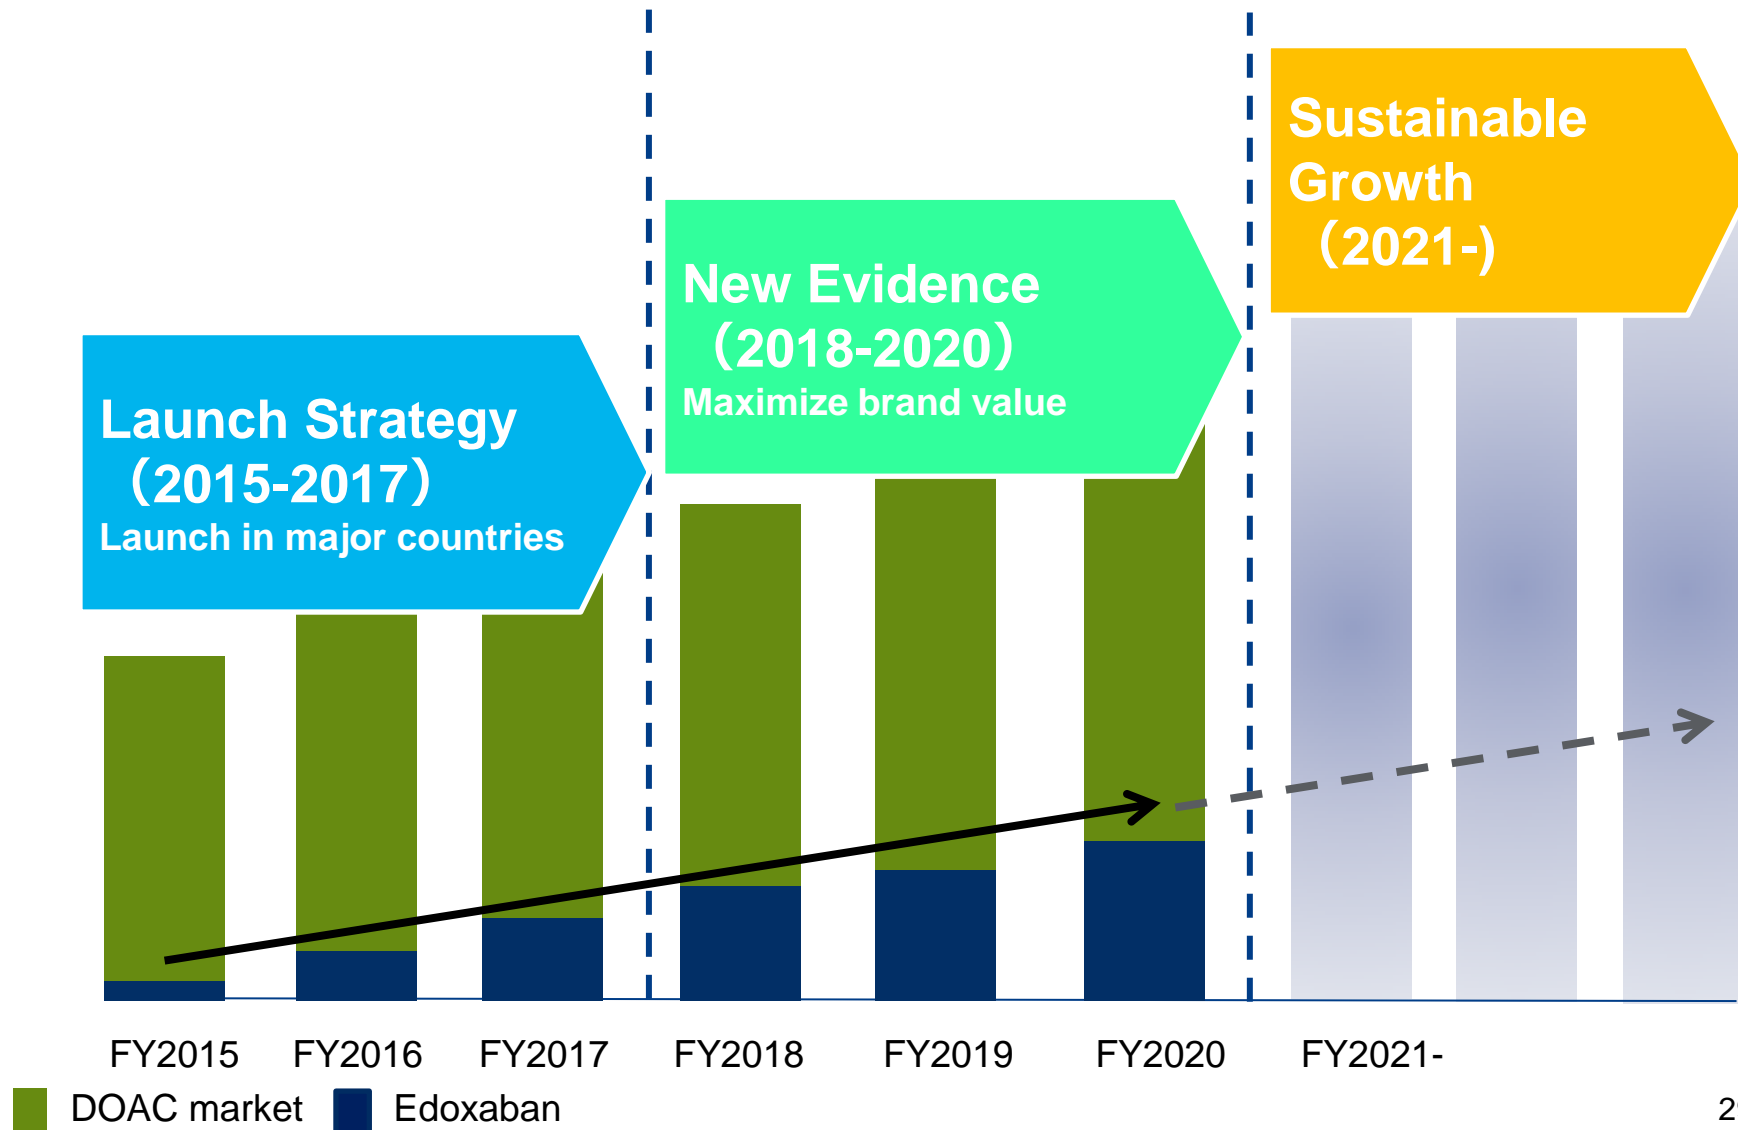 Sustainable
Growth
（2021-)
New Evidence
（2018-2020）
Maximize brand value
Launch Strategy
（2015-2017）
Launch in major countries
FY2015 FY2016 FY2017 FY2018 FY2019 FY2020 FY2021-
DOAC market Edoxaban